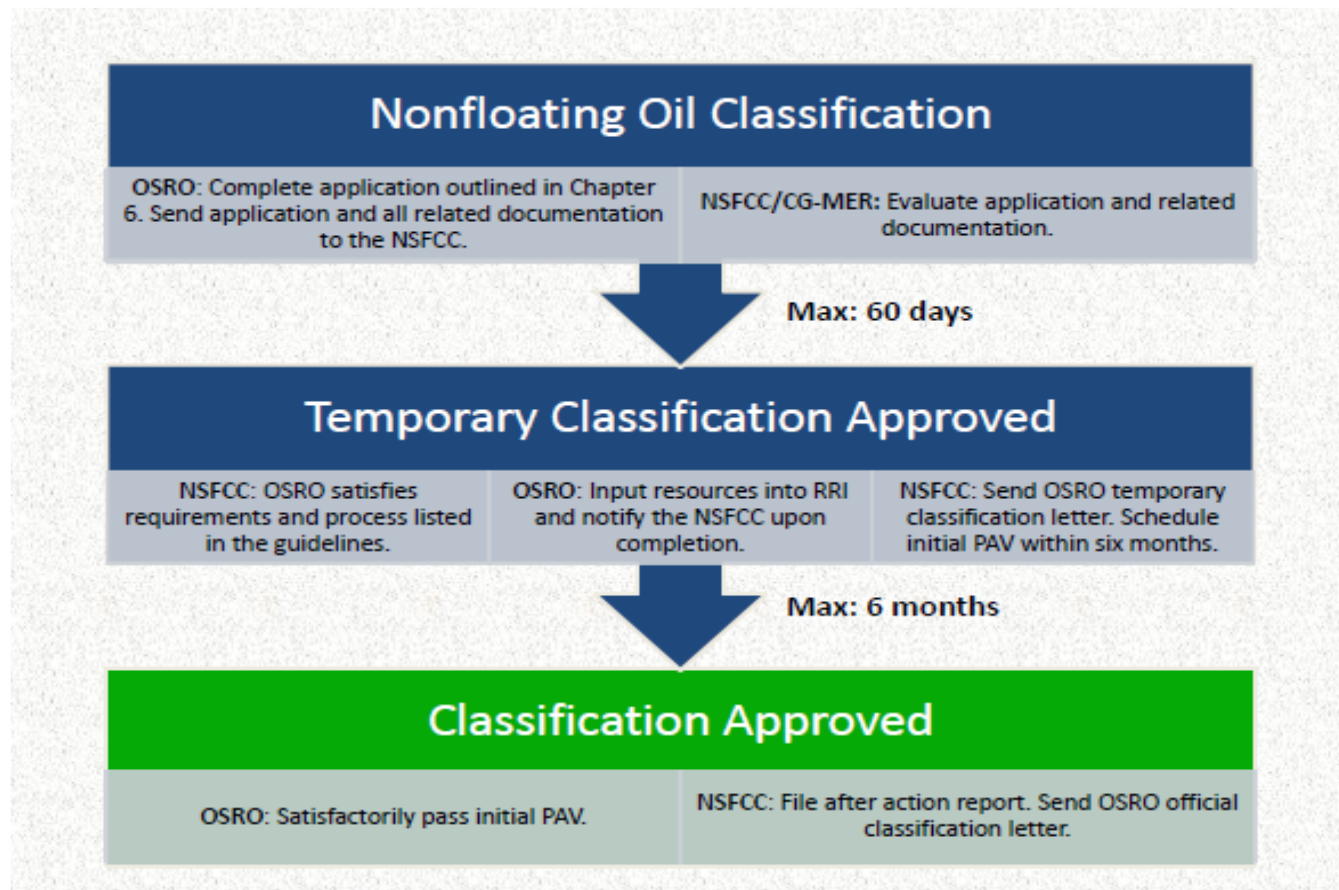 Nonfloating Oil Classification
OSRO: Complete application outlined in Chapter
6. Send application and all related documentation
to the NSFCC.
NSFCC/CG-MER: Evaluate application and related
documentation.
Max: 60 days
Temporary Classification Approved
NSFCC: OSRO satisfies
requirements and process listed
in the guidelines.
OSRO: Input resources into RRI
and notify the NSFCC upon
completion.
NSFCC: Send OSRO temporary
classification letter. Schedule
initial PAV within six months.
Max: 6 months
Classification Approved
OSRO: Satisfactorily pass initial PAV.
NSFCC: File after action report. Send OSRO official
classification letter.